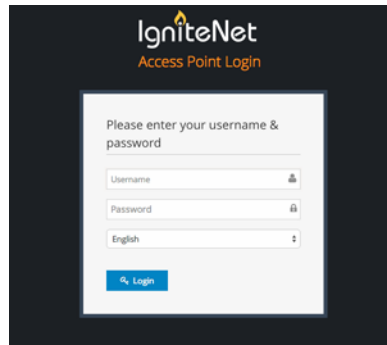 IgniteNet
Access Point Login
Please enter your username &
password
Username
Password
English
Login